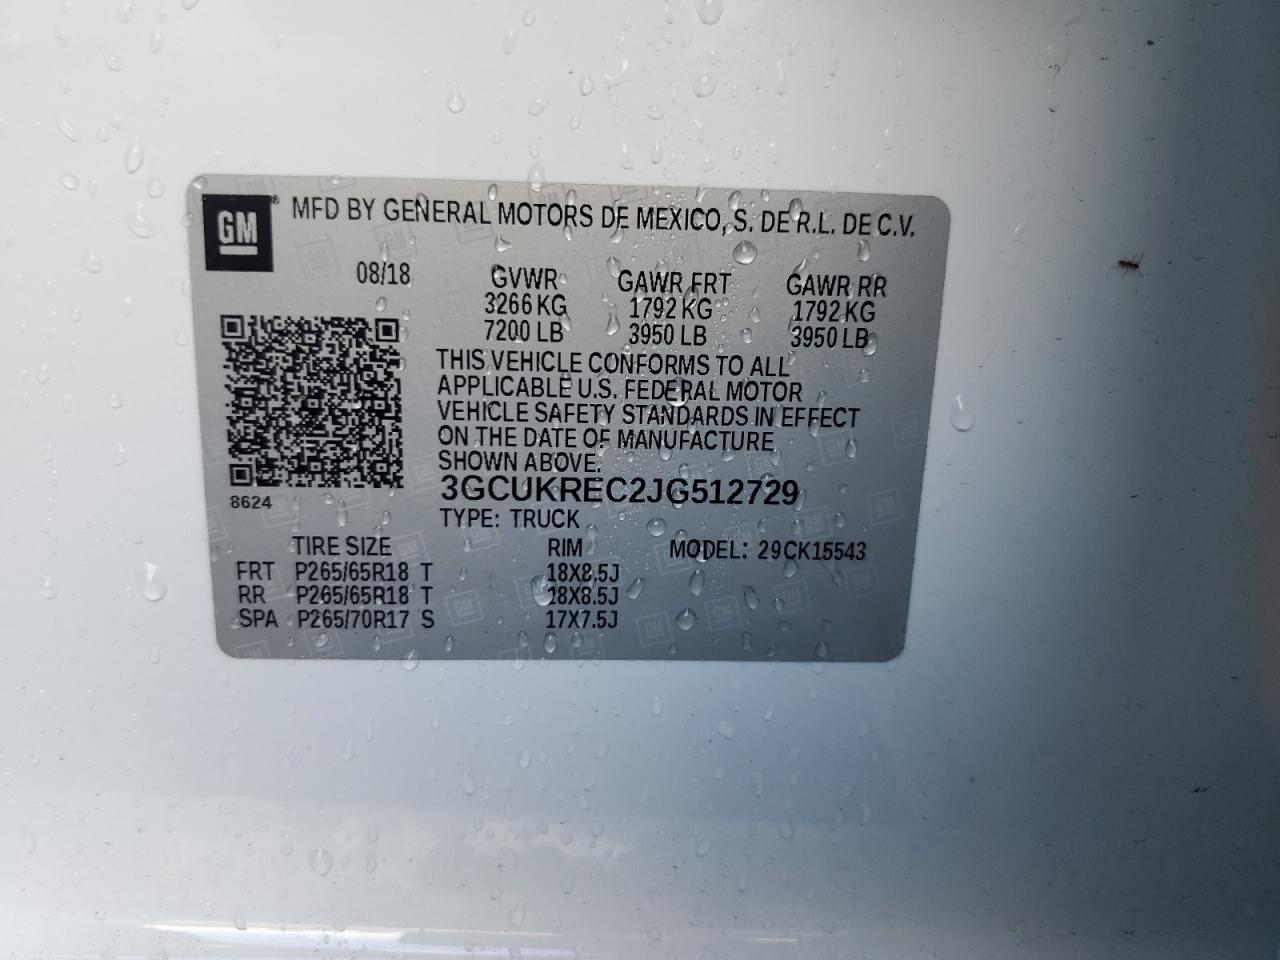 GM® MFD BY GENERAL MOTORS DE MEXICO, S. DE R.L. DE C.V.
08/18 GVWR GAWR FRT GAWR RR
3266 KG 1792 KG 1792 KG
7200 LB 3950 LB 3950 LB
THIS VEHICLE CONFORMS TO ALL
APPLICABLE U.S. FEDERAL MOTOR
VEHICLE SAFETY STANDARDS IN EFFECT
ON THE DATE OF MANUFACTURE
SHOWN ABOVE.
8624 3GCUKREC2JG512729
TYPE: TRUCK
TIRE SIZE RIM MODEL: 29CK15543
FRT P265/65R18 T 18X8.5J
RR P265/65R18 T 18X8.5J
SPA P265/70R17 S 17X7.5J